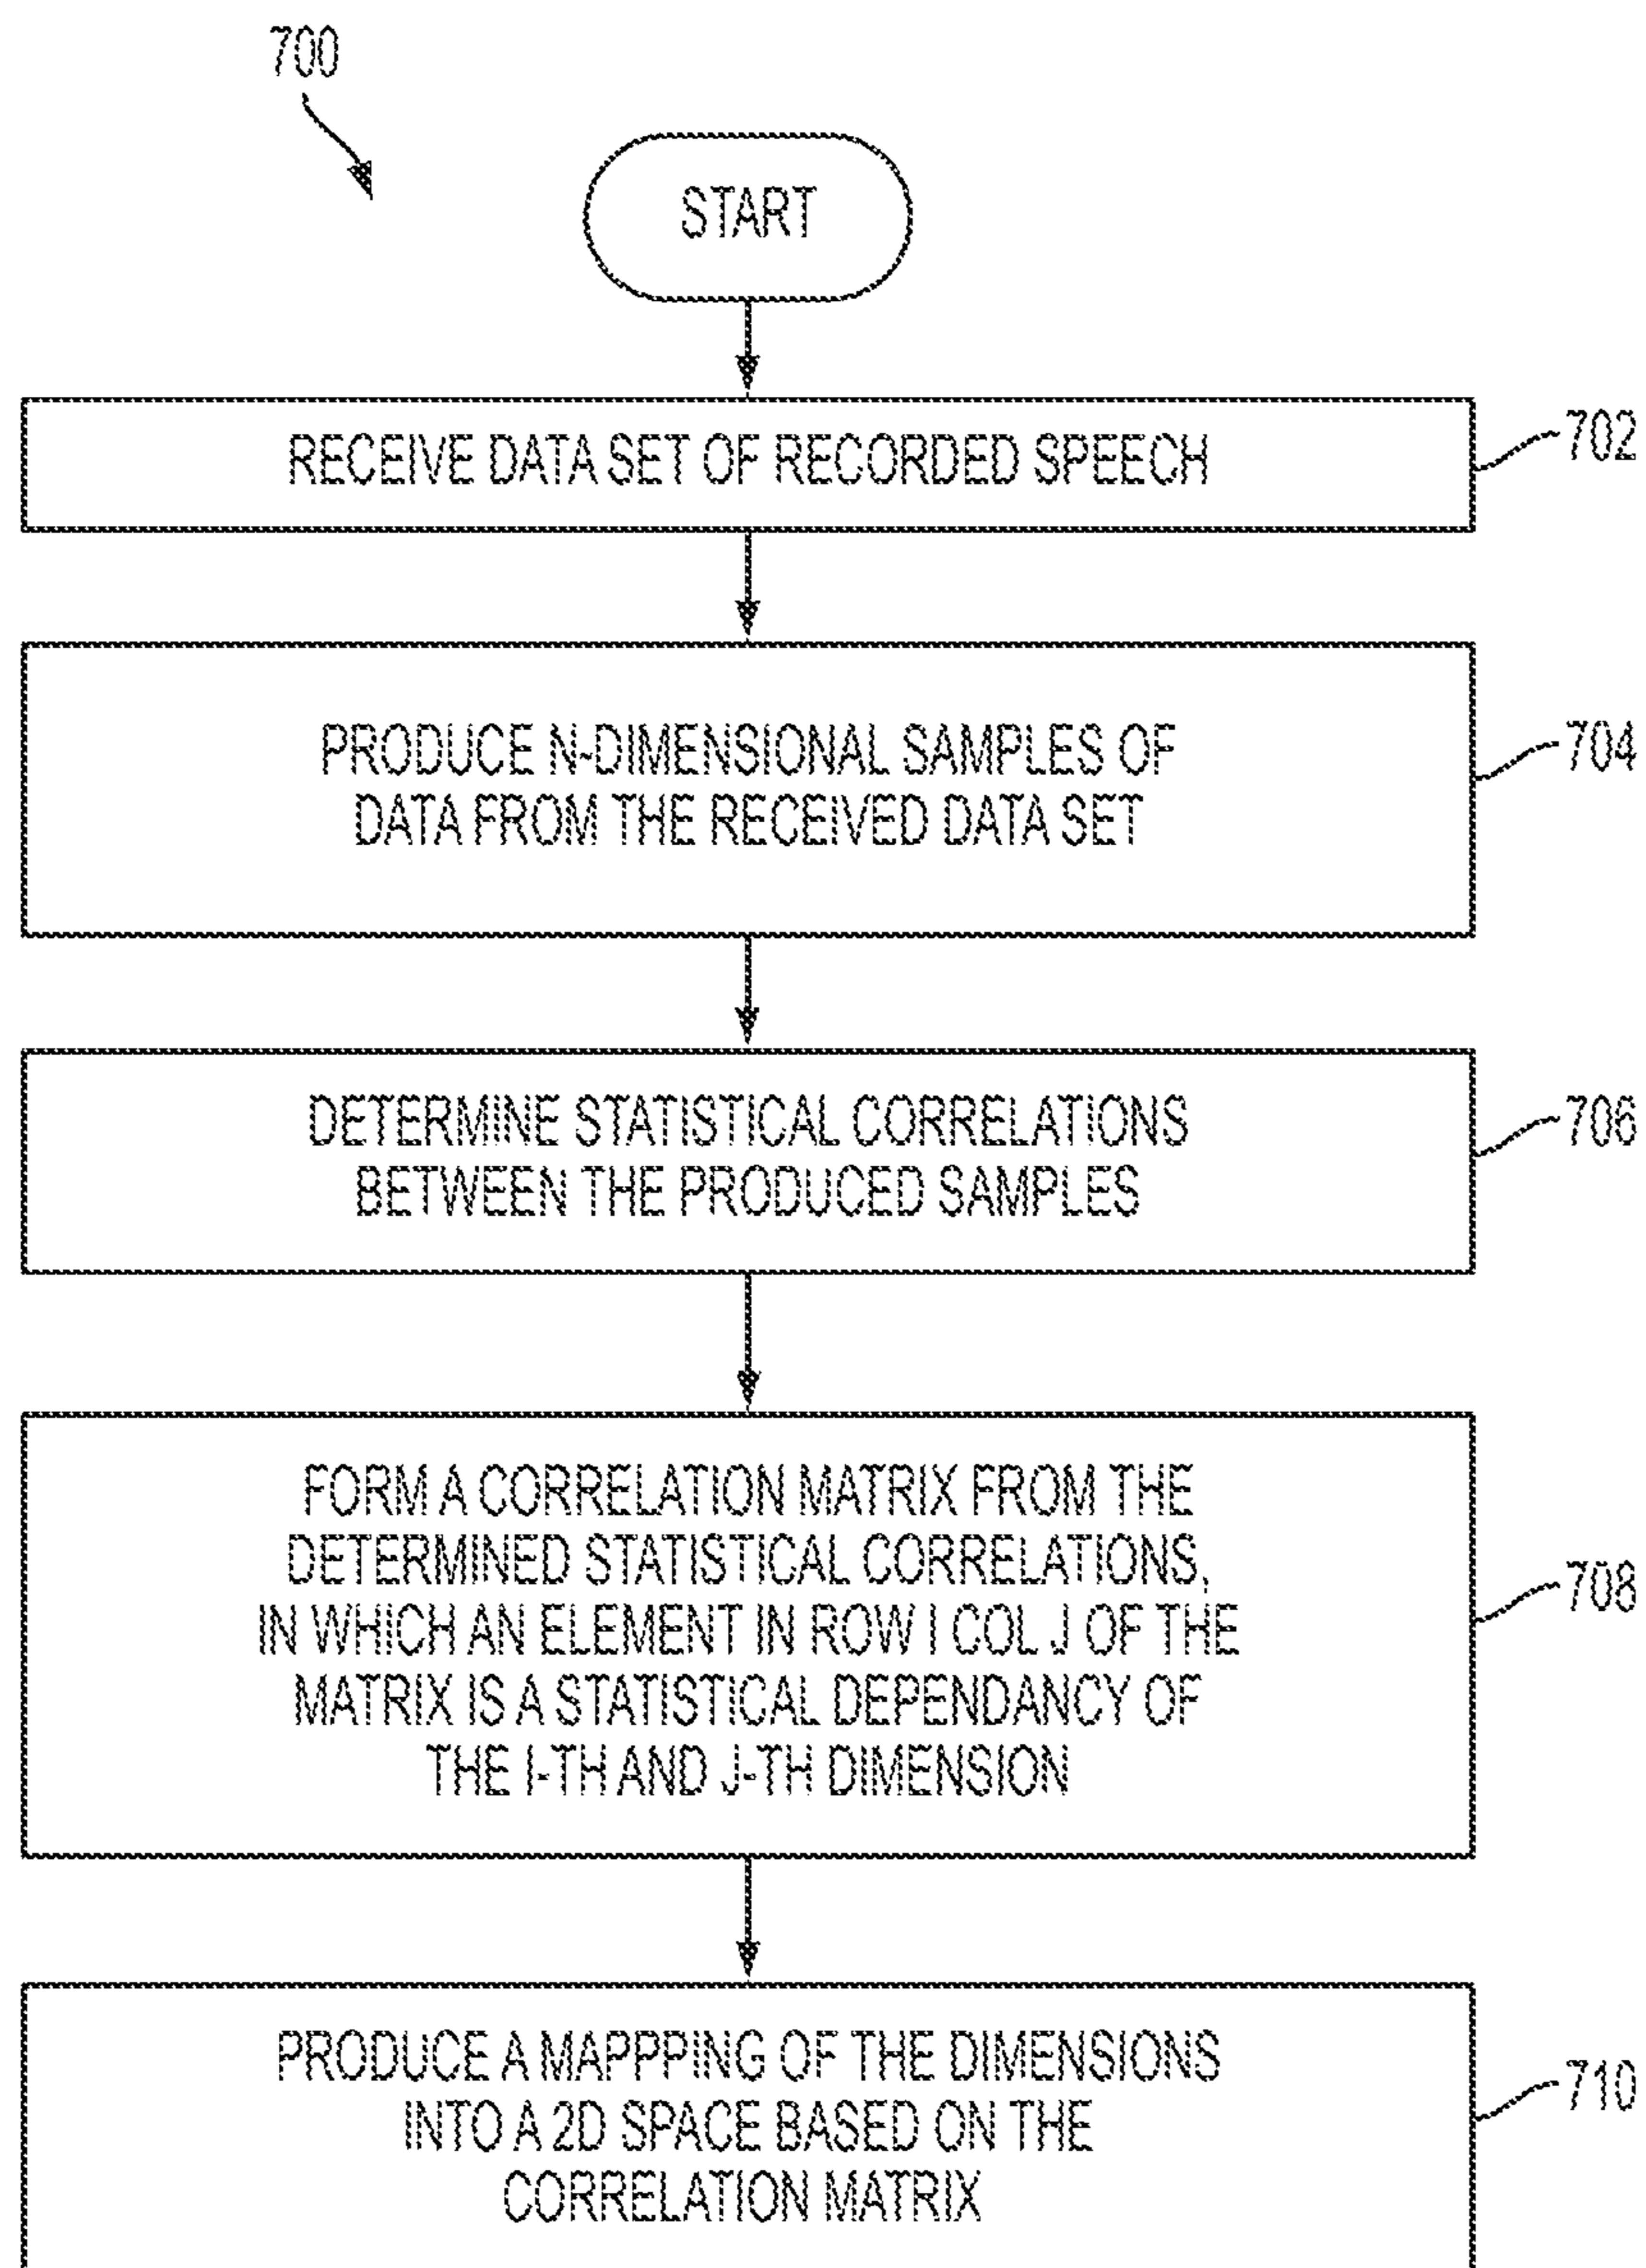 700
START
RECEIVE DATA SET OF RECORDED SPEECH
702
PRODUCE N-DIMENSIONAL SAMPLES OF
DATA FROM THE RECEIVED DATA SET
704
DETERMINE STATISTICAL CORRELATIONS
BETWEEN THE PRODUCED SAMPLES
706
FORM A CORRELATION MATRIX FROM THE
DETERMINED STATISTICAL CORRELATIONS,
IN WHICH AN ELEMENT IN ROW I COL J OF THE
MATRIX IS A STATISTICAL DEPENDANCY OF
THE I-TH AND J-TH DIMENSION
708
PRODUCE A MAPPPING OF THE DIMENSIONS
INTO A 2D SPACE BASED ON THE
CORRELATION MATRIX
710